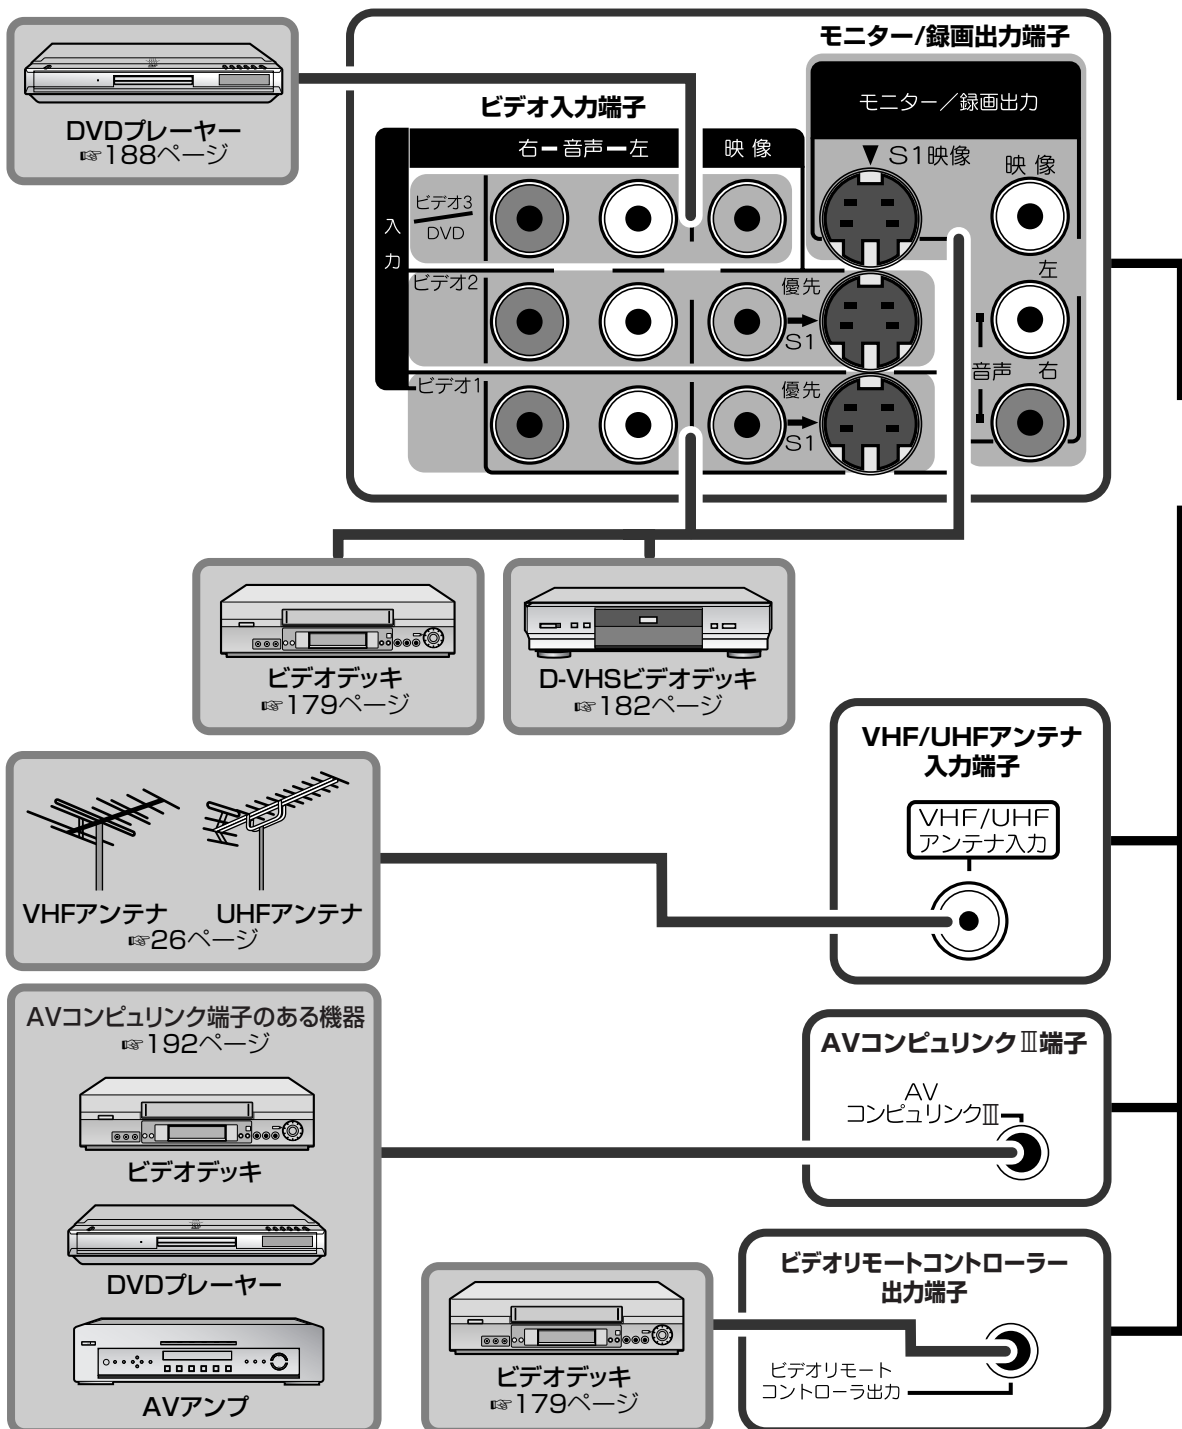 モニター/録画出力端子
DVDプレーヤー
☞188ページ
ビデオ入力端子
モニター／録画出力
右ー音声ー左
映像
▼ S1映像
映像
入力
ビデオ3
DVD
左
ビデオ2
優先
S1
音声
右
ビデオ1
優先
S1
ビデオデッキ
☞179ページ
D-VHSビデオデッキ
☞182ページ
VHF/UHFアンテナ
入力端子
VHF/UHF
アンテナ入力
VHFアンテナ
UHFアンテナ
☞26ページ
AVコンピュリンク端子のある機器
☞192ページ
AVコンピュリンクⅢ端子
AV
コンピュリンクⅢ
ビデオデッキ
DVDプレーヤー
AVアンプ
ビデオリモートコントローラー
出力端子
ビデオリモート
コントローラ出力
ビデオデッキ
☞179ページ